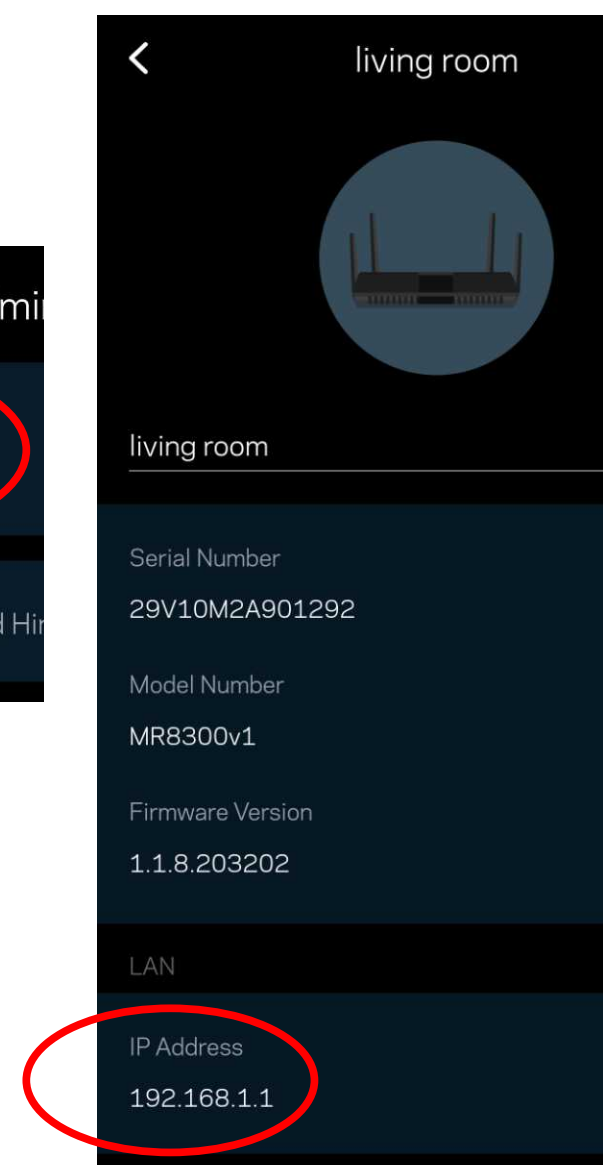 living room
living room
Serial Number
29V10M2A901292
Model Number
MR8300v1
Firmware Version
1.1.8.203202
LAN
IP Address
192.168.1.1